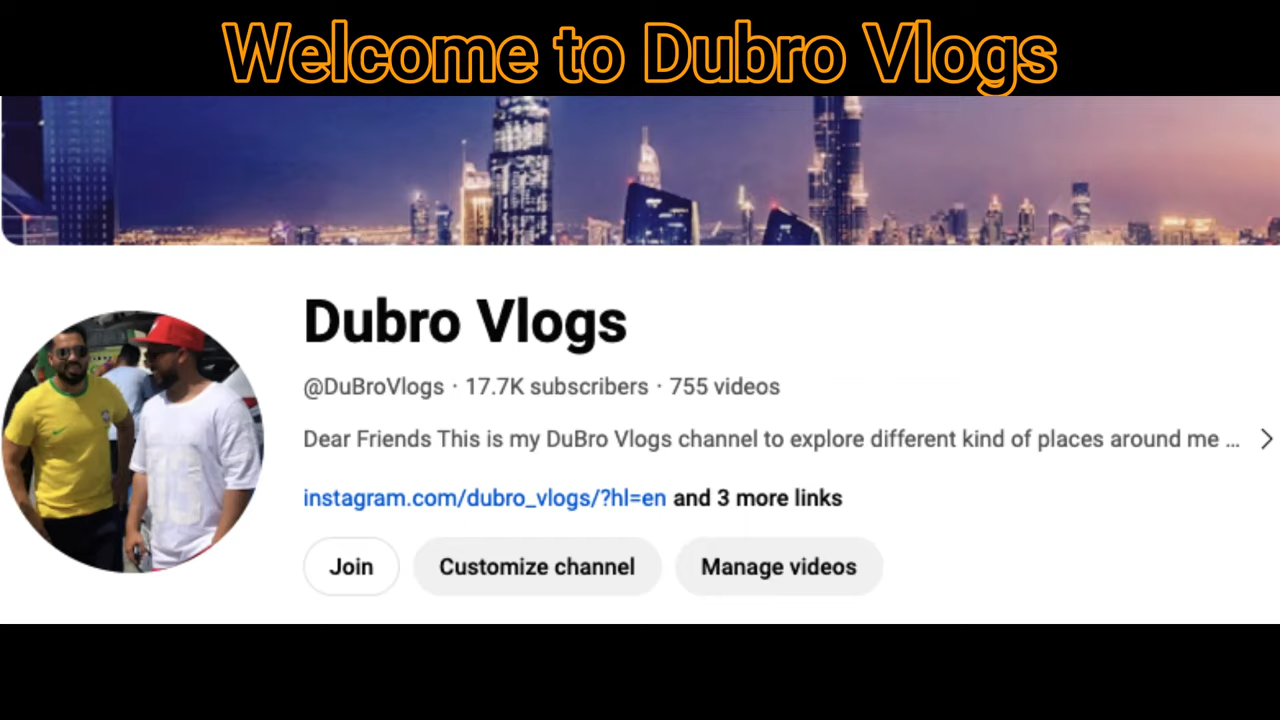 Welcome to Dubro Vlogs
Dubro Vlogs
@DuBroVlogs · 17.7K subscribers · 755 videos
Dear Friends This is my DuBro Vlogs channel to explore different kind of places around me ...
instagram.com/dubro_vlogs/?hl=en and 3 more links
Join Customize channel Manage videos